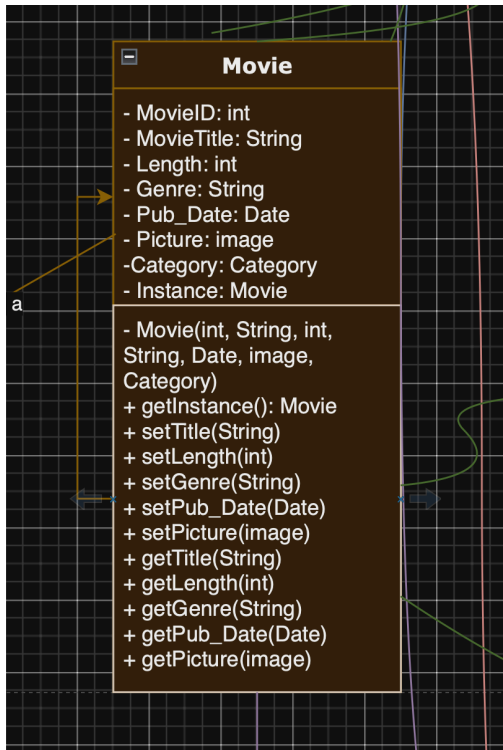 Movie
- MovieID: int
- MovieTitle: String
- Length: int
- Genre: String
- Pub_Date: Date
- Picture: image
-Category: Category
- Instance: Movie
a
- Movie(int, String, int,
String, Date, image,
Category)
+ getInstance(): Movie
+ setTitle(String)
+ setLength(int)
+ setGenre(String)
+ setPub_Date(Date)
+ setPicture(image)
+ getTitle(String)
+ getLength(int)
+ getGenre(String)
+ getPub_Date(Date)
+ getPicture(image)